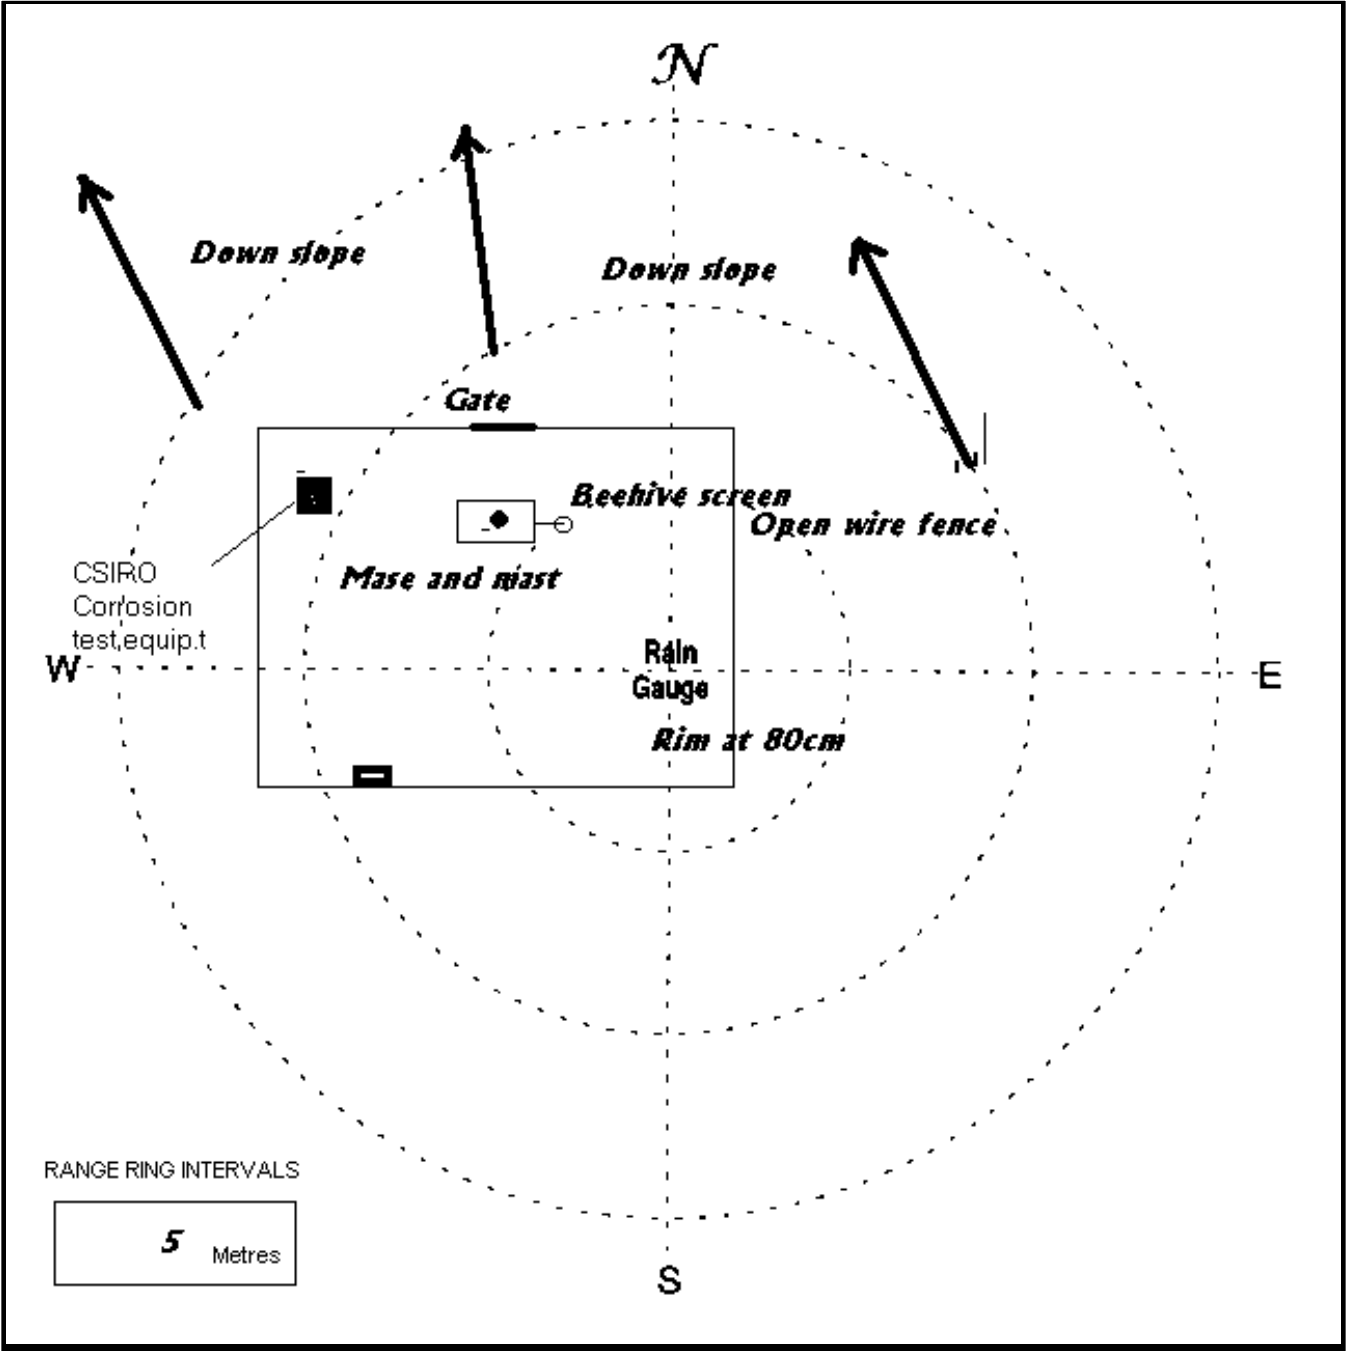 N
Down slope
Down slope
Gate
Beehive screen
Open wire fence
Mase and mast
CSIRO
Corrosion
test,equip.t
Rain
Gauge
W
E
Rim at 80cm
RANGE RING INTERVALS
5 Metres
S